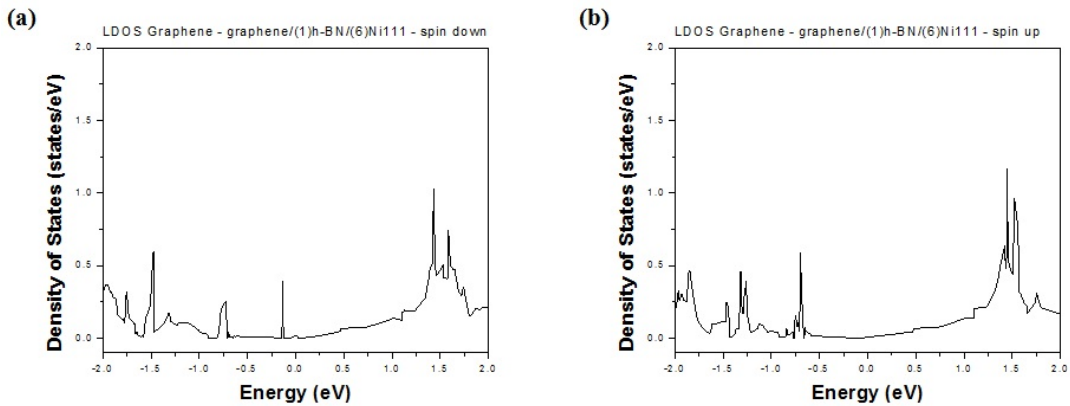 (a)
LDOS Graphene - graphene/(1)h-BN/(6)Ni111 - spin down
2.0
1.5
1.0
0.5
0.0
Density of States (states/eV)
-2.0 -1.5 -1.0 -0.5 0.0 0.5 1.0 1.5 2.0
Energy (eV)
(b)
LDOS Graphene - graphene/(1)h-BN/(6)Ni111 - spin up
2.0
1.5
1.0
0.5
0.0
Density of States (states/eV)
-2.0 -1.5 -1.0 -0.5 0.0 0.5 1.0 1.5 2.0
Energy (eV)